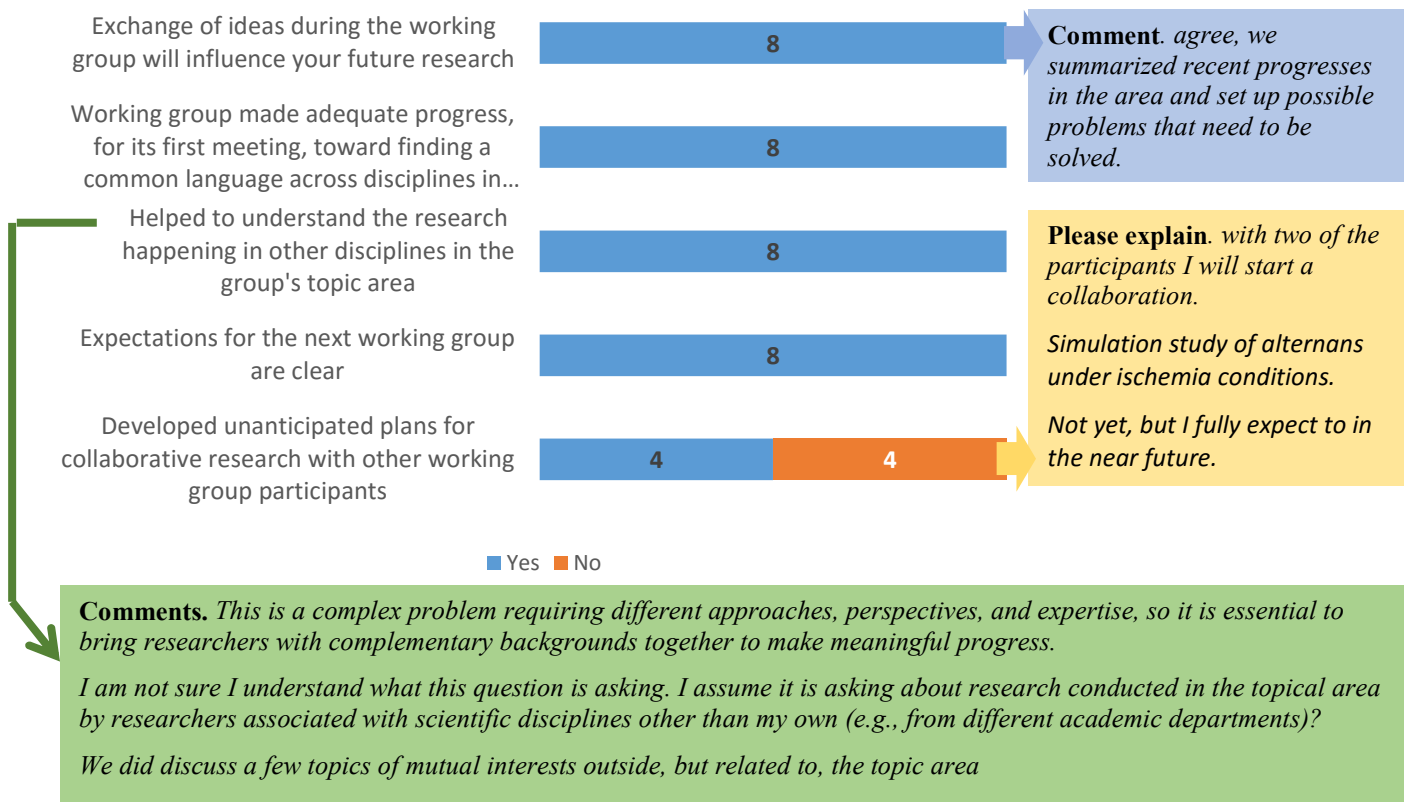 Exchange of ideas during the working
group will influence your future research
8
Comment. agree, we
summarized recent progresses
in the area and set up possible
problems that need to be
solved.
Working group made adequate progress,
for its first meeting, toward finding a
common language across disciplines in...
8
Helped to understand the research
happening in other disciplines in the
group's topic area
8
Please explain. with two of the
participants I will start a
collaboration.
Simulation study of alternans
under ischemia conditions.
Not yet, but I fully expect to in
the near future.
Expectations for the next working group
are clear
8
Developed unanticipated plans for
collaborative research with other working
group participants
4
4
Yes No
Comments. This is a complex problem requiring different approaches, perspectives, and expertise, so it is essential to
bring researchers with complementary backgrounds together to make meaningful progress.
I am not sure I understand what this question is asking. I assume it is asking about research conducted in the topical area
by researchers associated with scientific disciplines other than my own (e.g., from different academic departments)?
We did discuss a few topics of mutual interests outside, but related to, the topic area